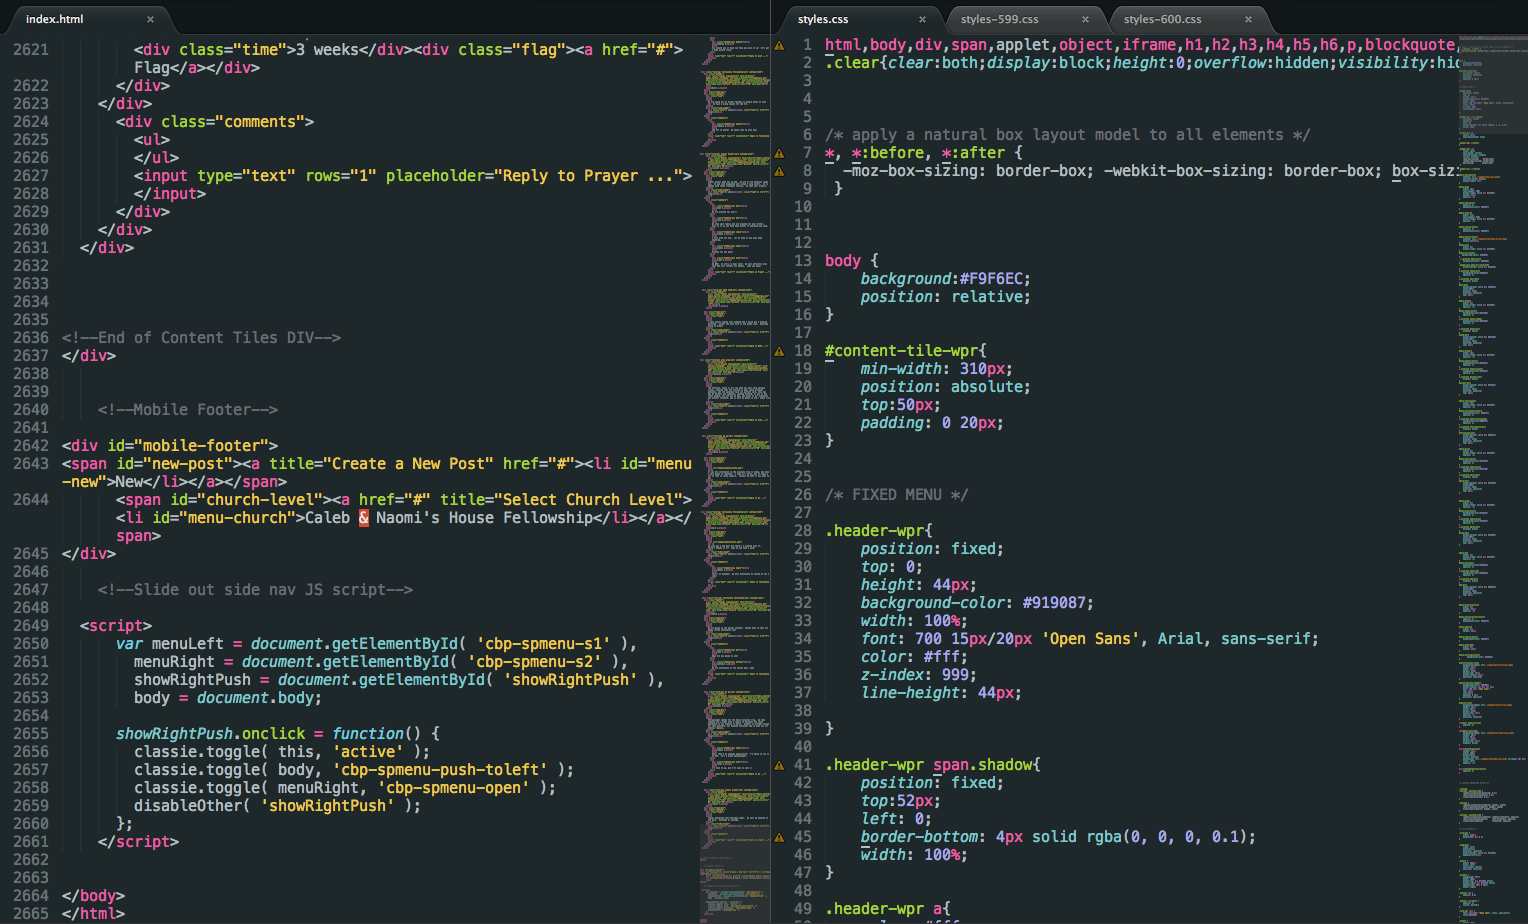 index.html ×
2621 <div class="time">3 weeks</div><div class="flag"><a href="#">
Flag</a></div>
2622 </div>
2623 </div>
2624 <div class="comments">
2625 <ul>
2626 </ul>
2627 <input type="text" rows="1" placeholder="Reply to Prayer ...">
2628 </input>
2629 </div>
2630 </div>
2631 </div>
2632
2633
2634
2635
2636 <!--End of Content Tiles DIV-->
2637 </div>
2638
2639
2640 <!--Mobile Footer-->
2641
2642 <div id="mobile-footer">
2643 <span id="new-post"><a title="Create a New Post" href="#"><li id="menu
-new">New</li></a></span>
2644 <span id="church-level"><a href="#" title="Select Church Level">
<li id="menu-church">Caleb & Naomi's House Fellowship</li></a></
span>
2645 </div>
2646
2647 <!--Slide out side nav JS script-->
2648
2649 <script>
2650 var menuLeft = document.getElementById( 'cbp-spmenu-s1' ),
2651 menuRight = document.getElementById( 'cbp-spmenu-s2' ),
2652 showRightPush = document.getElementById( 'showRightPush' ),
2653 body = document.body;
2654
2655 showRightPush.onclick = function() {
2656 classie.toggle( this, 'active' );
2657 classie.toggle( body, 'cbp-spmenu-push-toleft' );
2658 classie.toggle( menuRight, 'cbp-spmenu-open' );
2659 disableOther( 'showRightPush' );
2660 };
2661 </script>
2662
2663
2664 </body>
2665 </html>
styles.css × styles-599.css × styles-600.css ×
1 html,body,div,span,applet,object,iframe,h1,h2,h3,h4,h5,h6,p,blockquote,
2 .clear{clear:both;display:block;height:0;overflow:hidden;visibility:hid
3
4
5
6 /* apply a natural box layout model to all elements */
7 *, *:before, *:after {
8 -moz-box-sizing: border-box; -webkit-box-sizing: border-box; box-siz
9 }
10
11
12
13 body {
14 background:#F9F6EC;
15 position: relative;
16 }
17
18 #content-tile-wpr{
19 min-width: 310px;
20 position: absolute;
21 top:50px;
22 padding: 0 20px;
23 }
24
25
26 /* FIXED MENU */
27
28 .header-wpr{
29 position: fixed;
30 top: 0;
31 height: 44px;
32 background-color: #919087;
33 width: 100%;
34 font: 700 15px/20px 'Open Sans', Arial, sans-serif;
35 color: #fff;
36 z-index: 999;
37 line-height: 44px;
38
39 }
40
41 .header-wpr span.shadow{
42 position: fixed;
43 top:52px;
44 left: 0;
45 border-bottom: 4px solid rgba(0, 0, 0, 0.1);
46 width: 100%;
47 }
48
49 .header-wpr a{